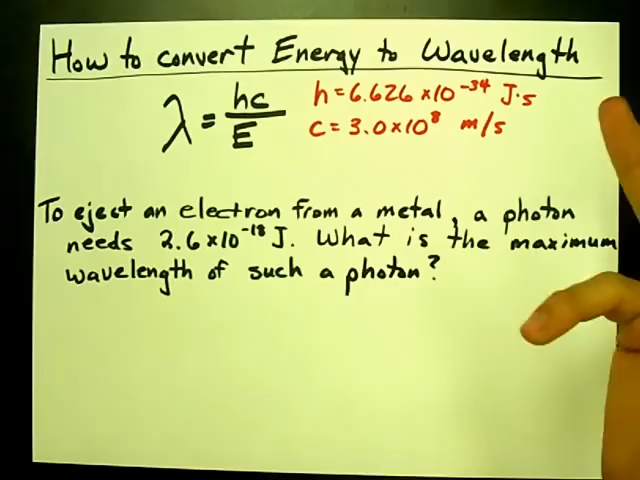 How to convert Energy to Wavelength
λ = hc/E
h = 6.626 × 10⁻³⁴ J·s
c = 3.0 × 10⁸ m/s
To eject an electron from a metal, a photon
needs 2.6 × 10⁻¹⁸ J. What is the maximum
wavelength of such a photon?